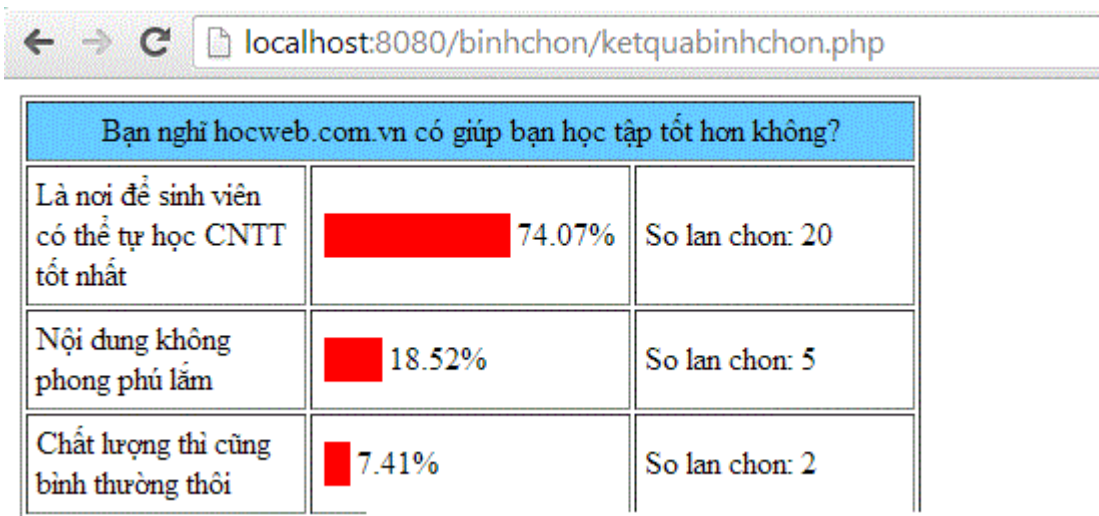 localhost:8080/binhchon/ketquabinhchon.php
Bạn nghĩ hocweb.com.vn có giúp bạn học tập tốt hơn không?
Là nơi để sinh viên
có thể tự học CNTT
tốt nhất
74.07%
So lan chon: 20
Nội dung không
phong phú lắm
18.52%
So lan chon: 5
Chất lượng thì cũng
bình thường thôi
7.41%
So lan chon: 2